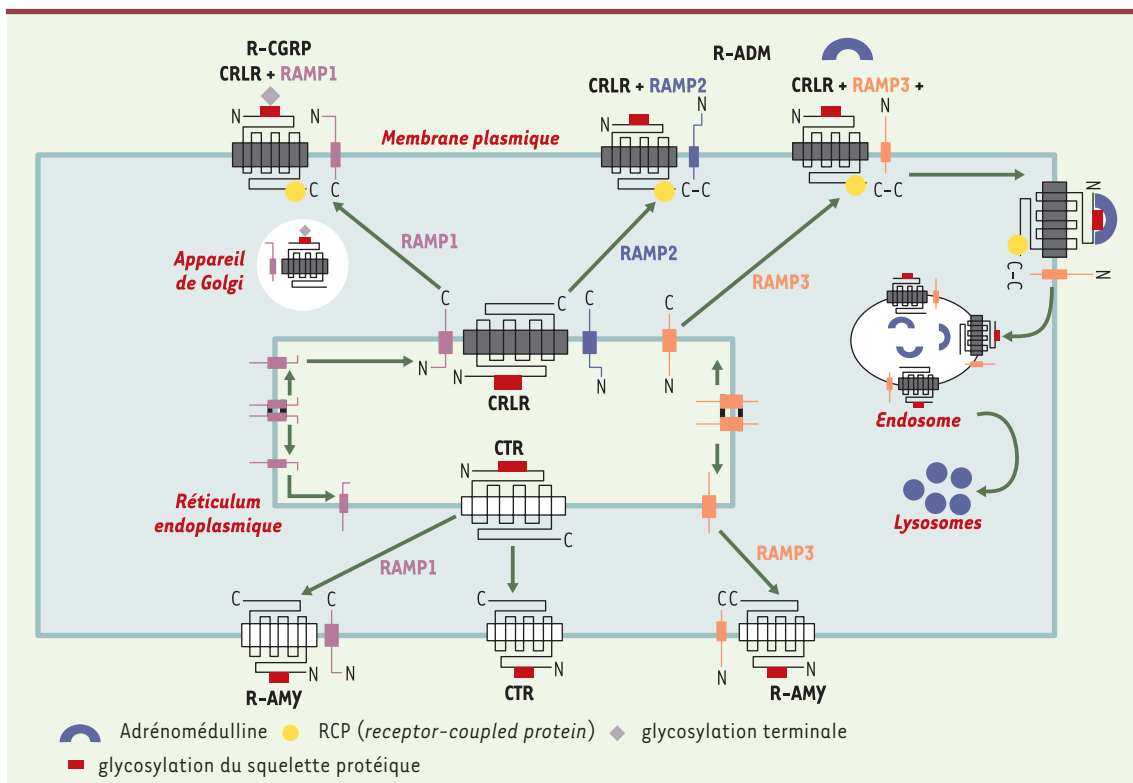 R-CGRP
CRLR + RAMP1
R-ADM
CRLR + RAMP2
CRLR + RAMP3 +
N
N
N
N
N
N
Membrane plasmique
C
C
C-C
C-C
N
C-C
N
Appareil
de Golgi
RAMP1
RAMP2
RAMP3
C
C
C
C
N
N
N
N
CRLR
Endosome
CTR
N
C
Réticulum
endoplasmique
Lysosomes
RAMP1
RAMP3
C
C
C
CC
N
N
N
N
N
R-AMY
CTR
R-AMY
Adrénomédulline
RCP (receptor-coupled protein)
glycosylation terminale
glycosylation du squelette protéique